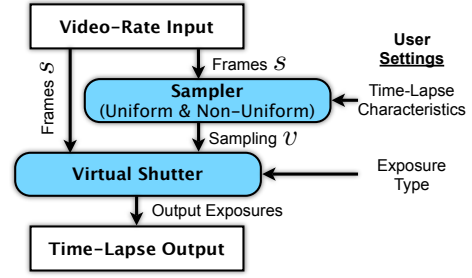 Video-Rate Input
User
Settings
Frames s
Frames s
Sampler
(Uniform & Non-Uniform)
Time-Lapse
Characteristics
Sampling v
Virtual Shutter
Exposure
Type
Output Exposures
Time-Lapse Output